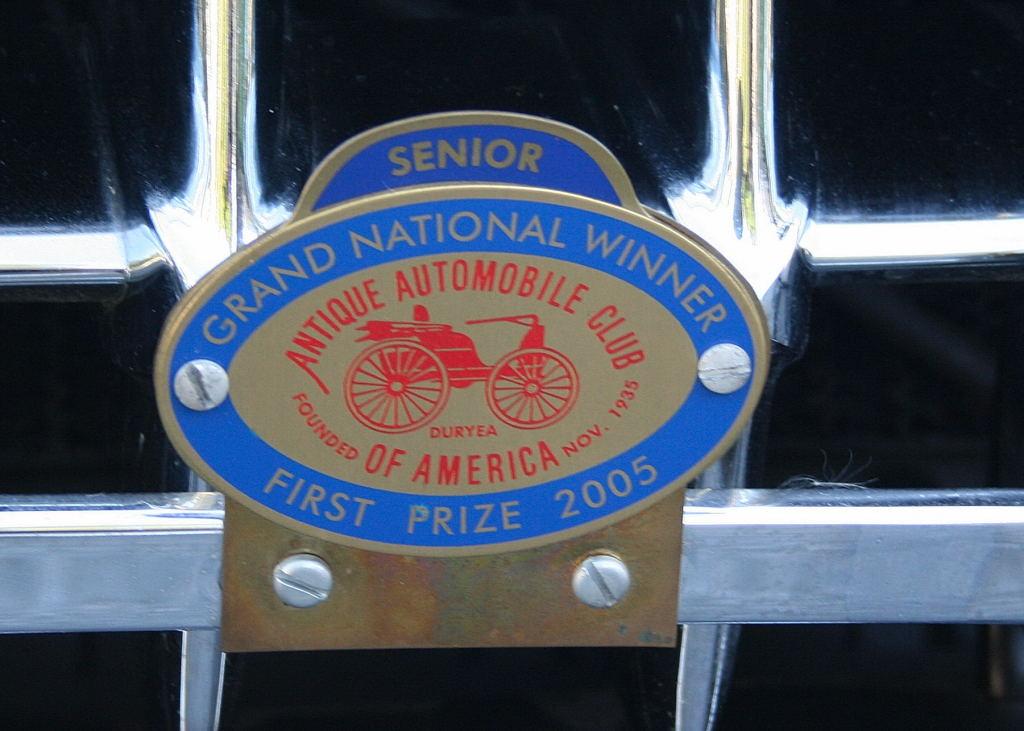 SENIOR
GRAND NATIONAL WINNER
ANTIQUE AUTOMOBILE CLUB
FOUNDED DURYEA NOV. 1935
OF AMERICA
FIRST PRIZE 2005